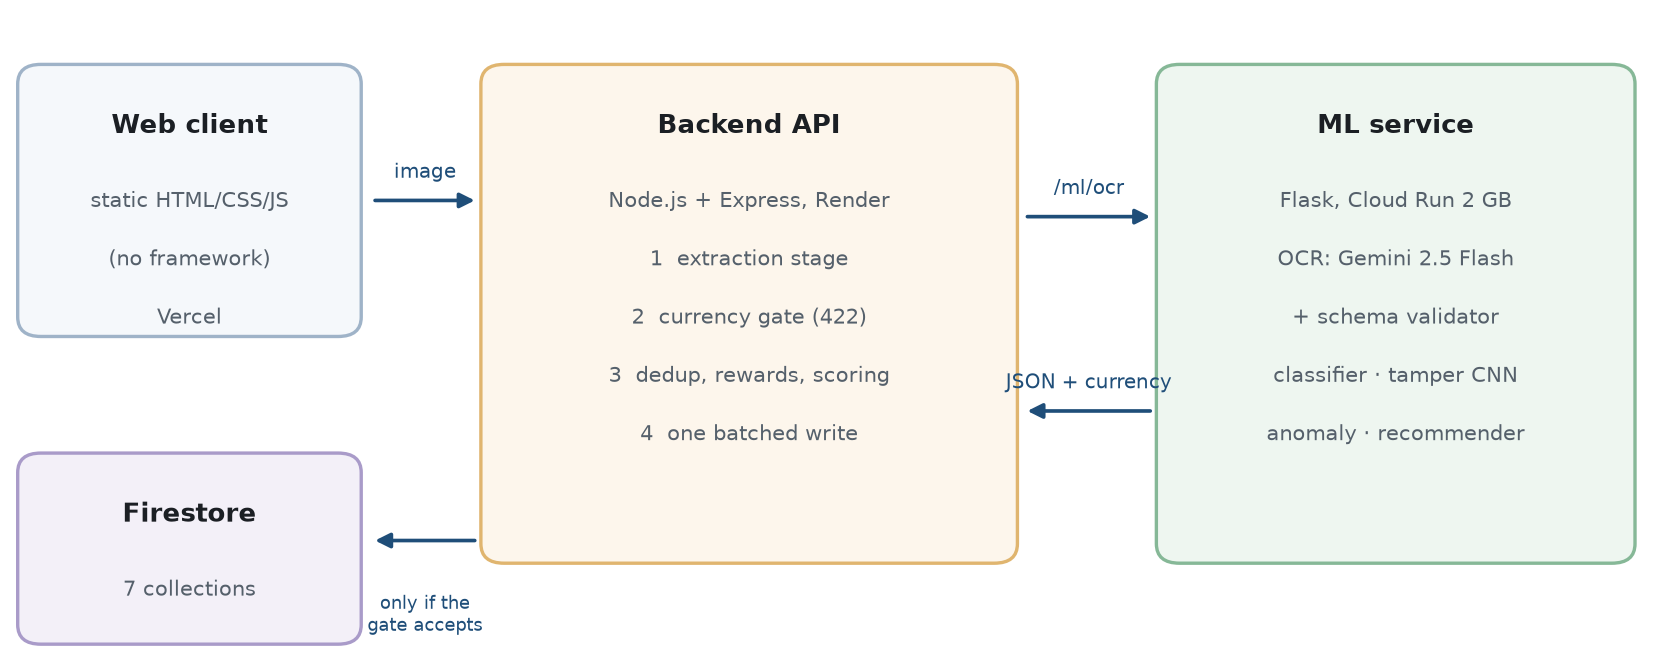 Web client
static HTML/CSS/JS
(no framework)
Vercel
image
Backend API
Node.js + Express, Render
1 extraction stage
2 currency gate (422)
3 dedup, rewards, scoring
4 one batched write
/ml/ocr
JSON + currency
ML service
Flask, Cloud Run 2 GB
OCR: Gemini 2.5 Flash
+ schema validator
classifier · tamper CNN
anomaly · recommender
Firestore
7 collections
only if the
gate accepts